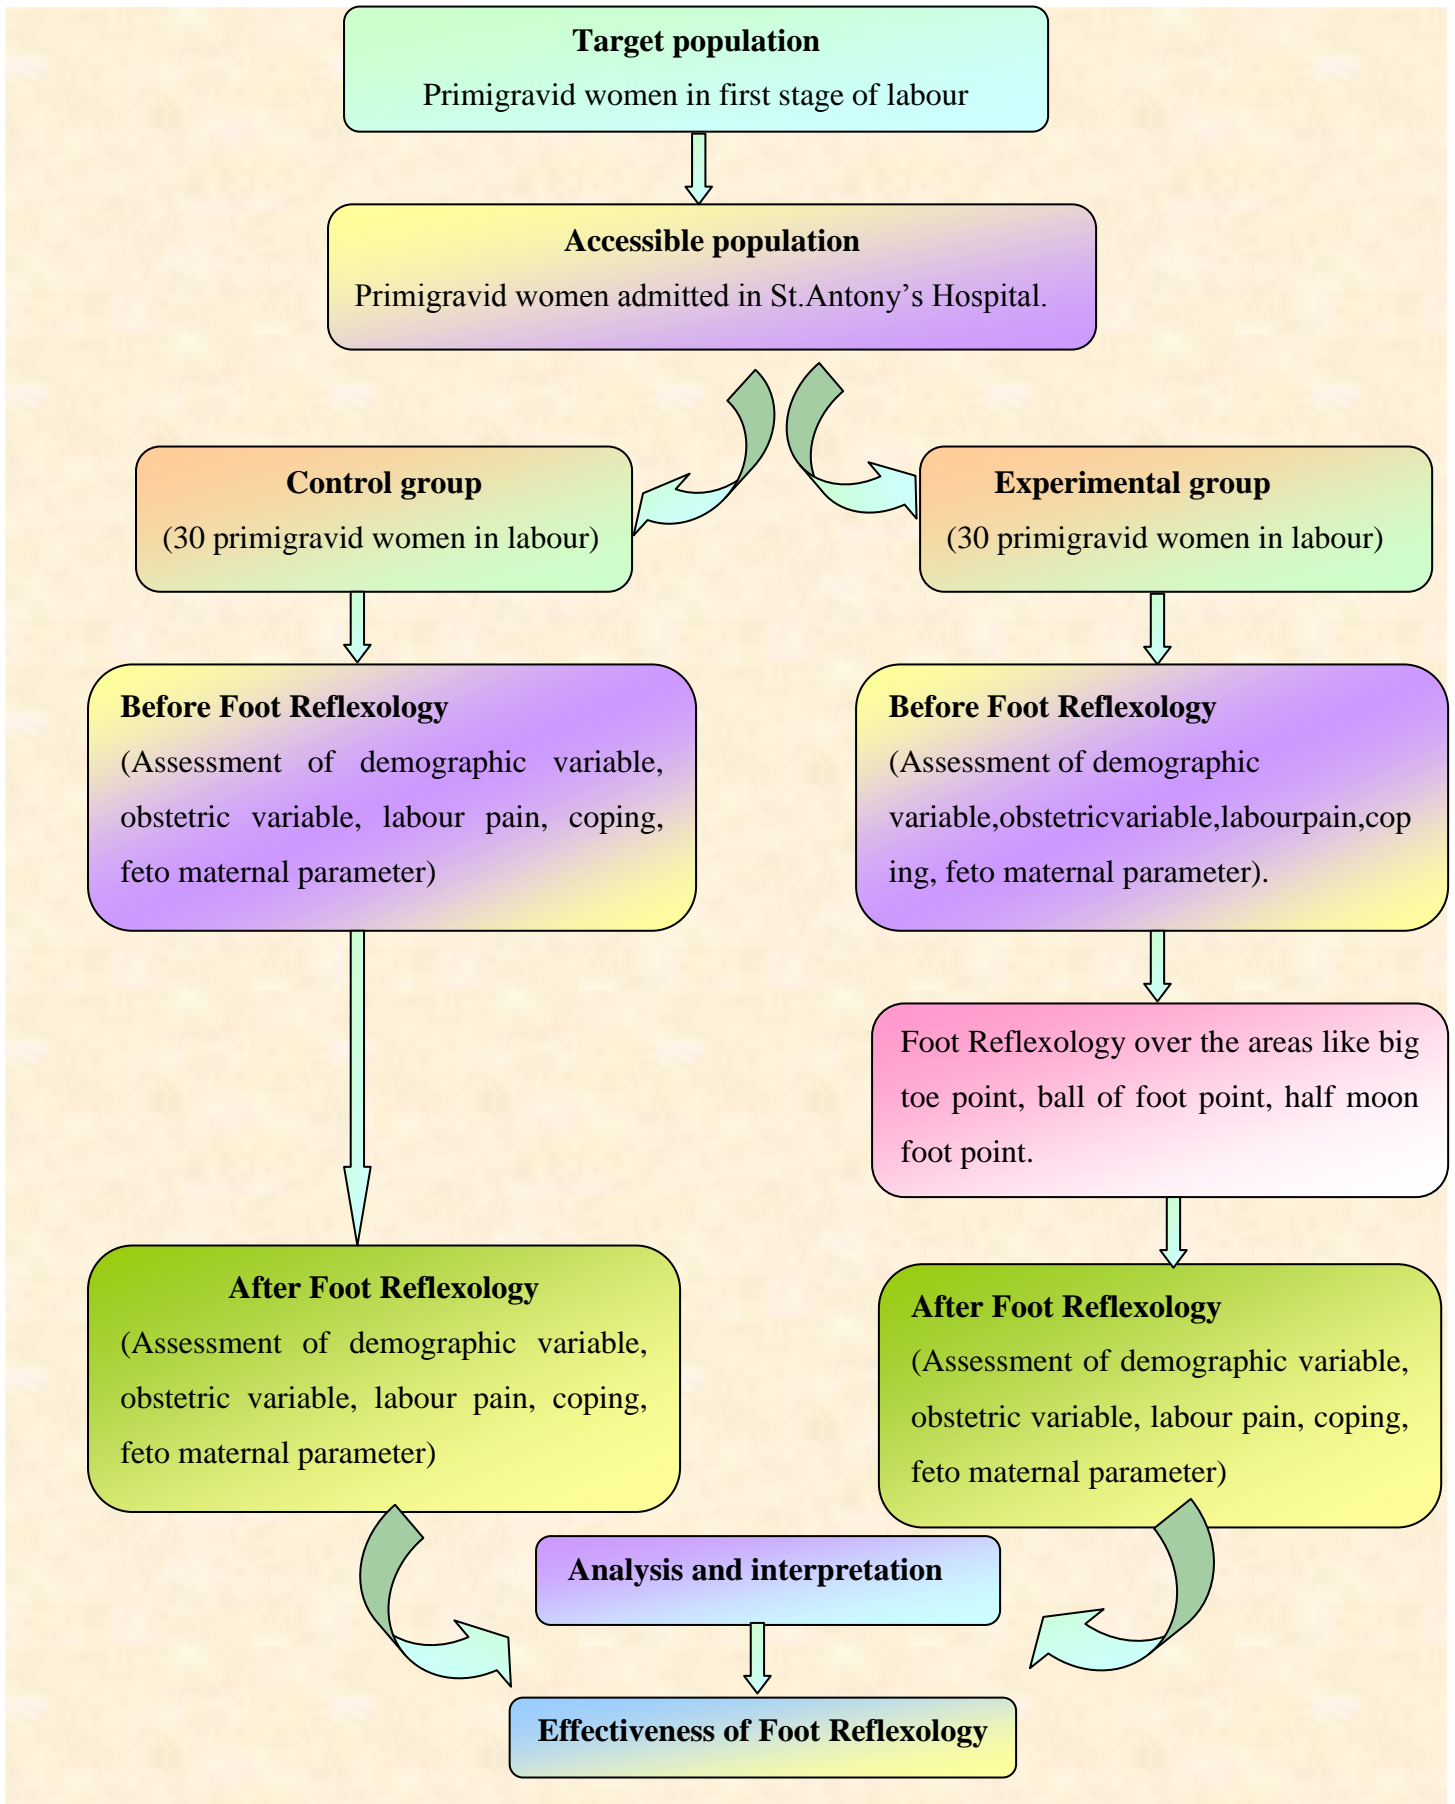 Target population
Primigravid women in first stage of labour
Accessible population
Primigravid women admitted in St.Antony’s Hospital.
Control group
(30 primigravid women in labour)
Experimental group
(30 primigravid women in labour)
Before Foot Reflexology
(Assessment of demographic variable,
obstetric variable, labour pain, coping,
feto maternal parameter)
Before Foot Reflexology
(Assessment of demographic
variable,obstetricvariable,labourpain,cop
ing, feto maternal parameter).
Foot Reflexology over the areas like big
toe point, ball of foot point, half moon
foot point.
After Foot Reflexology
(Assessment of demographic variable,
obstetric variable, labour pain, coping,
feto maternal parameter)
After Foot Reflexology
(Assessment of demographic variable,
obstetric variable, labour pain, coping,
feto maternal parameter)
Analysis and interpretation
Effectiveness of Foot Reflexology